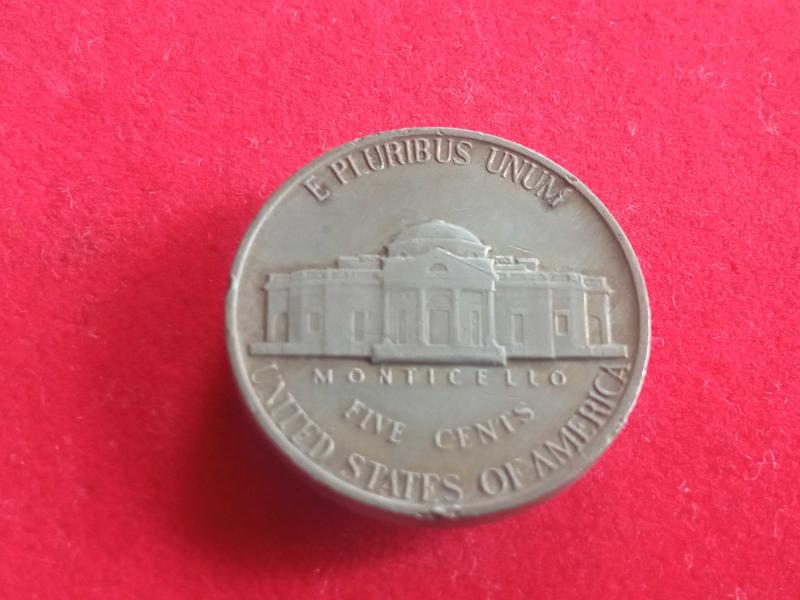 E PLURIBUS UNUM
MONTICELLO
FIVE CENTS
UNITED STATES OF AMERICA